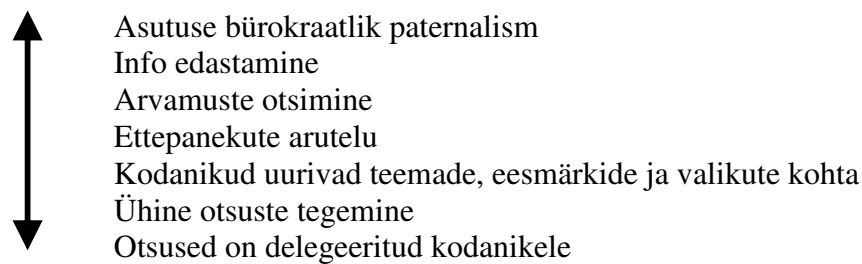 Asutuse bürokraatlik paternalism
Info edastamine
Arvamuste otsimine
Ettepanekute arutelu
Kodanikud uurivad teemade, eesmärkide ja valikute kohta
Ühine otsuste tegemine
Otsused on delegeeritud kodanikele